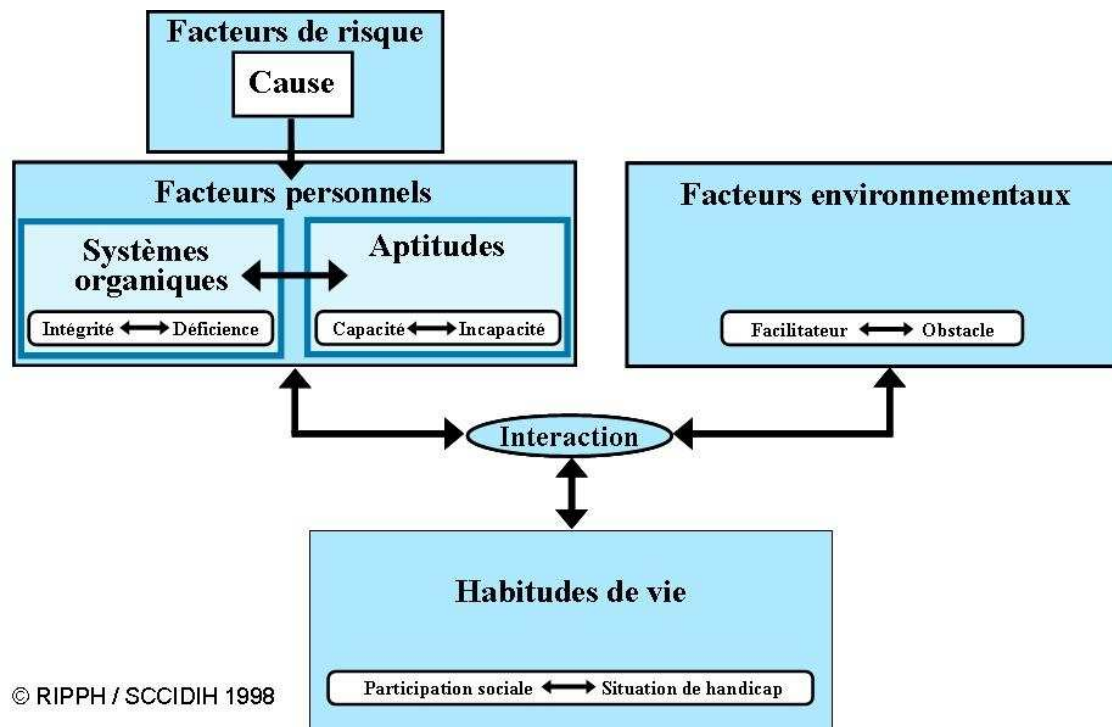 Facteurs de risque
Cause
Facteurs personnels
Systèmes
organiques
Intégrité Déficience
Aptitudes
Capacité Incapacité
Facteurs environnementaux
Facilitateur Obstacle
Interaction
Habitudes de vie
Participation sociale Situation de handicap
© RIPPH / SCCIDIH 1998